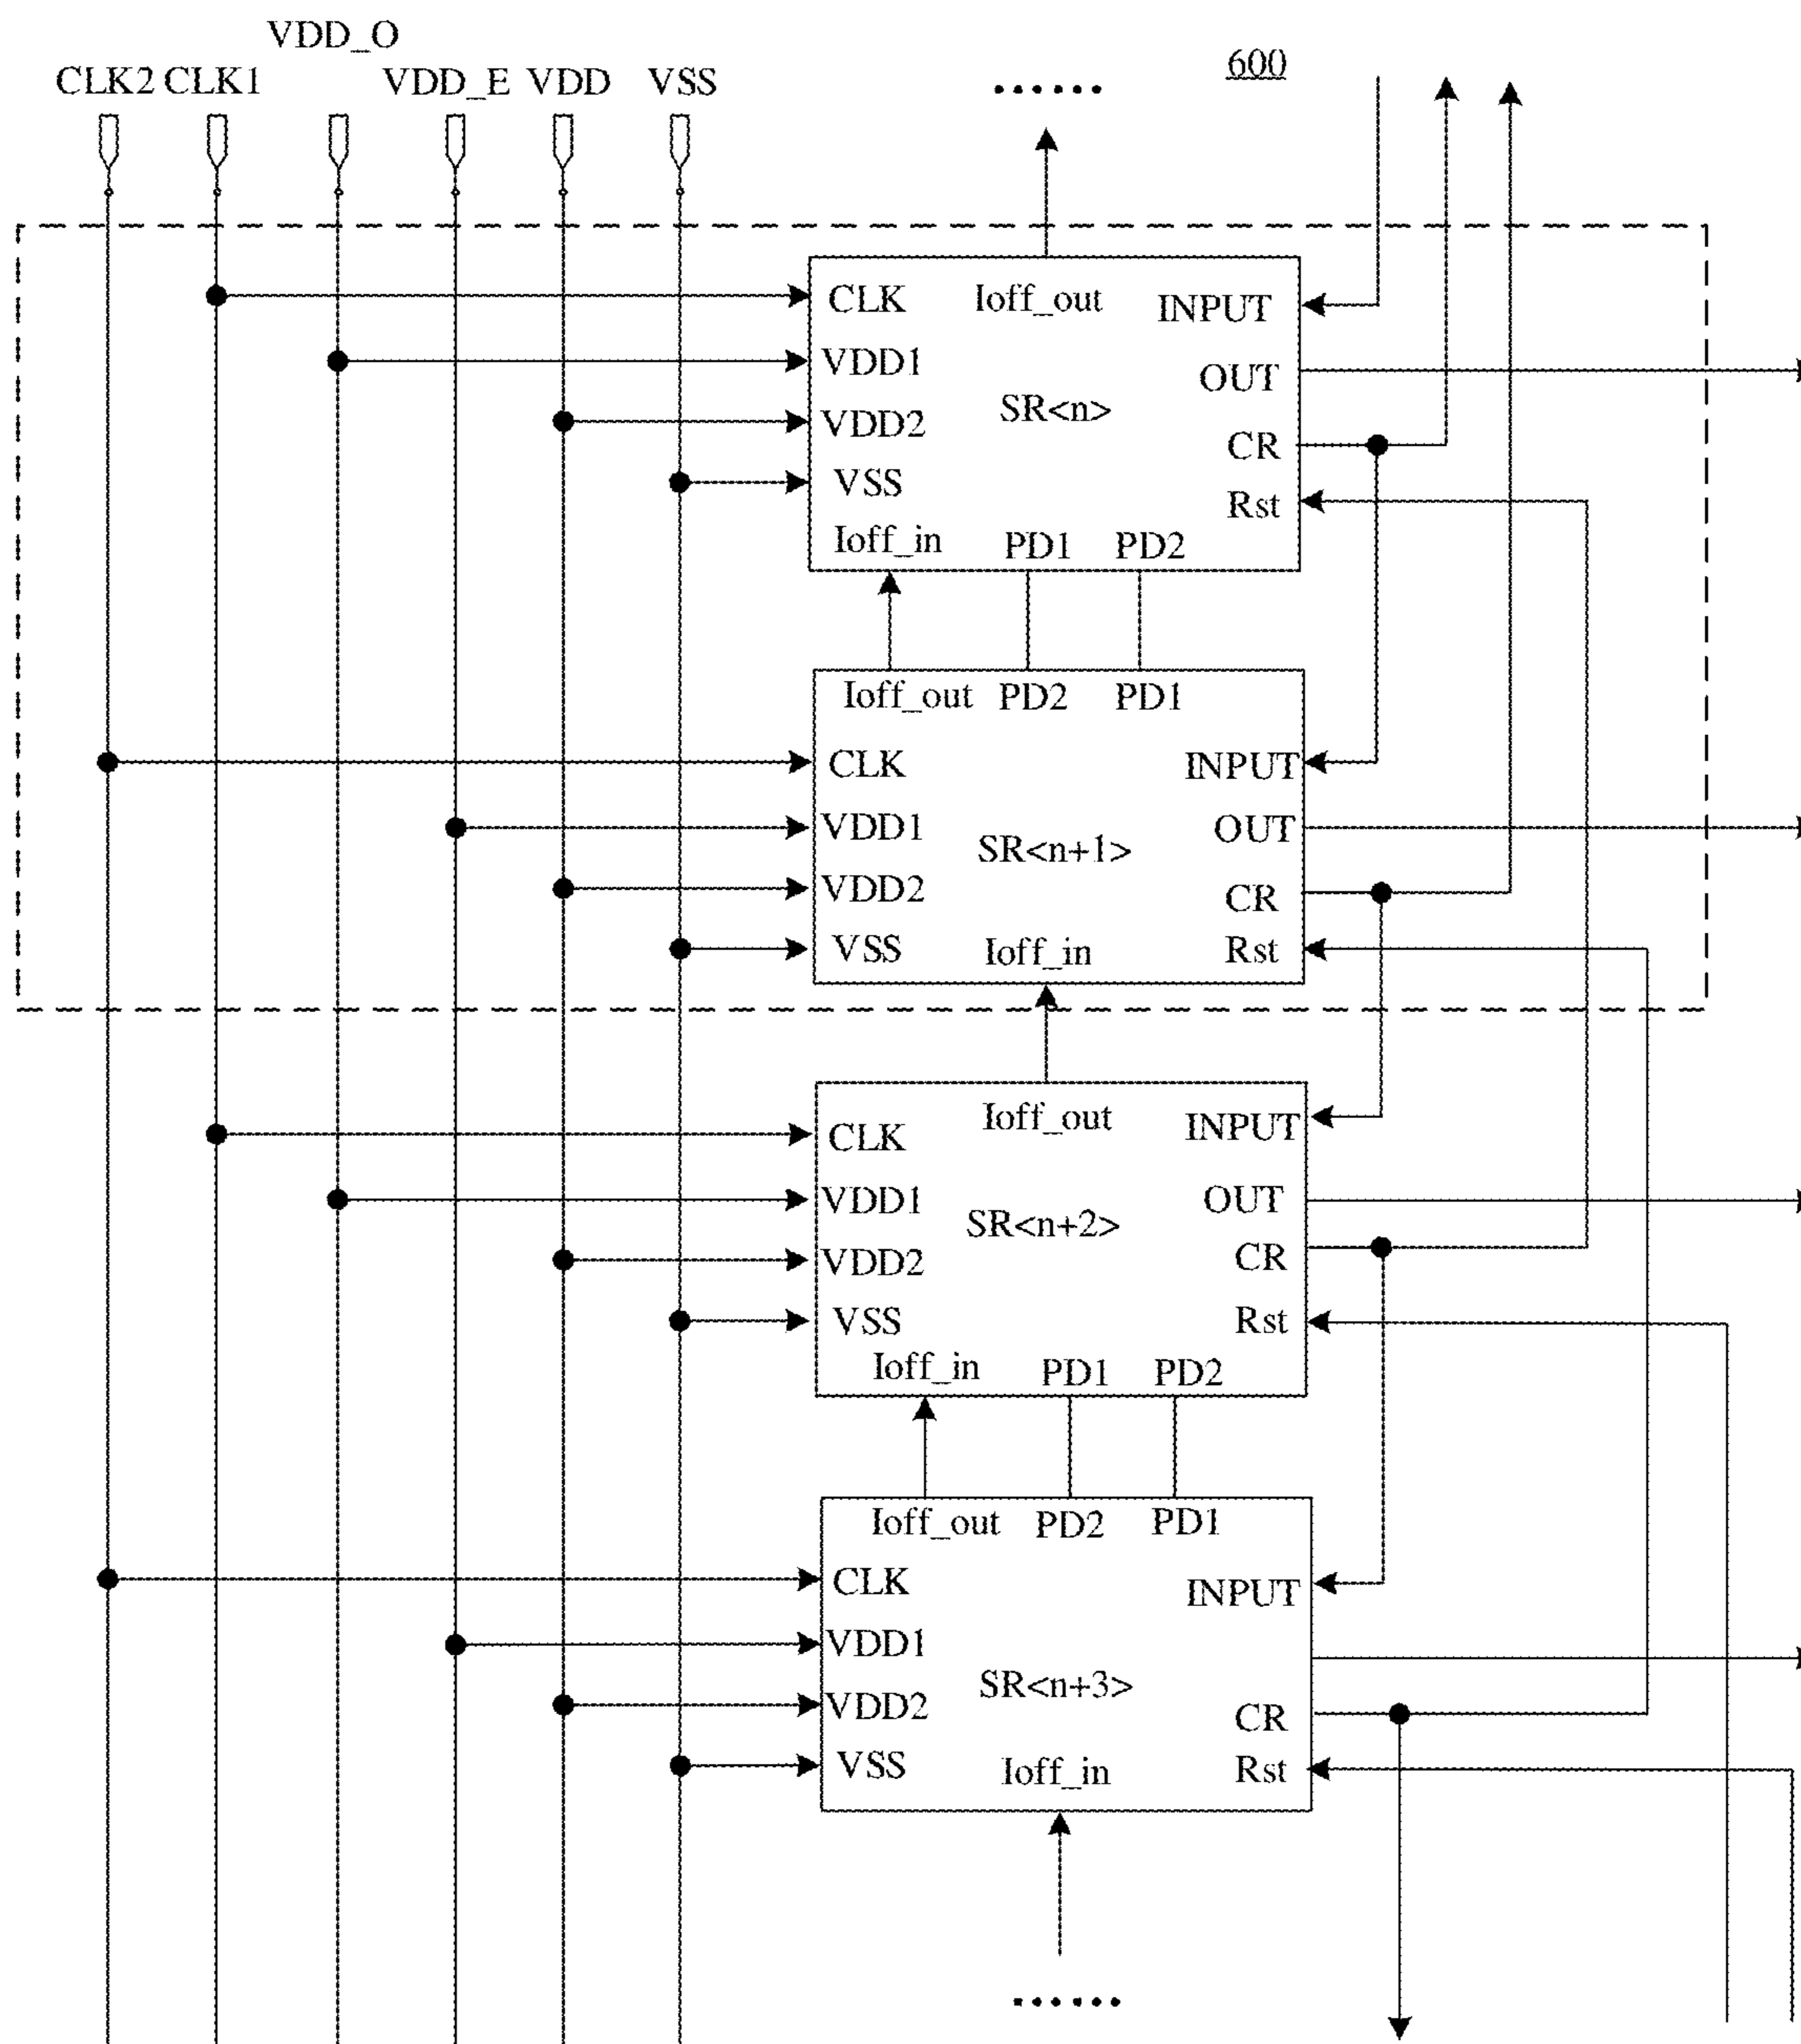 VDD_O
CLK2 CLK1 VDD_E VDD VSS
......
600
CLK Ioff_out INPUT
VDD1 OUT
SR<n>
VDD2 CR
VSS Rst
Ioff_in PD1 PD2
Ioff_out PD2 PD1
CLK INPUT
VDD1 OUT
SR<n+1>
VDD2 CR
VSS Ioff_in Rst
Ioff_out INPUT
CLK
VDD1 OUT
SR<n+2>
VDD2 CR
VSS Rst
Ioff_in PD1 PD2
Ioff_out PD2 PD1
CLK INPUT
VDD1
SR<n+3>
VDD2 CR
VSS Ioff_in Rst
......